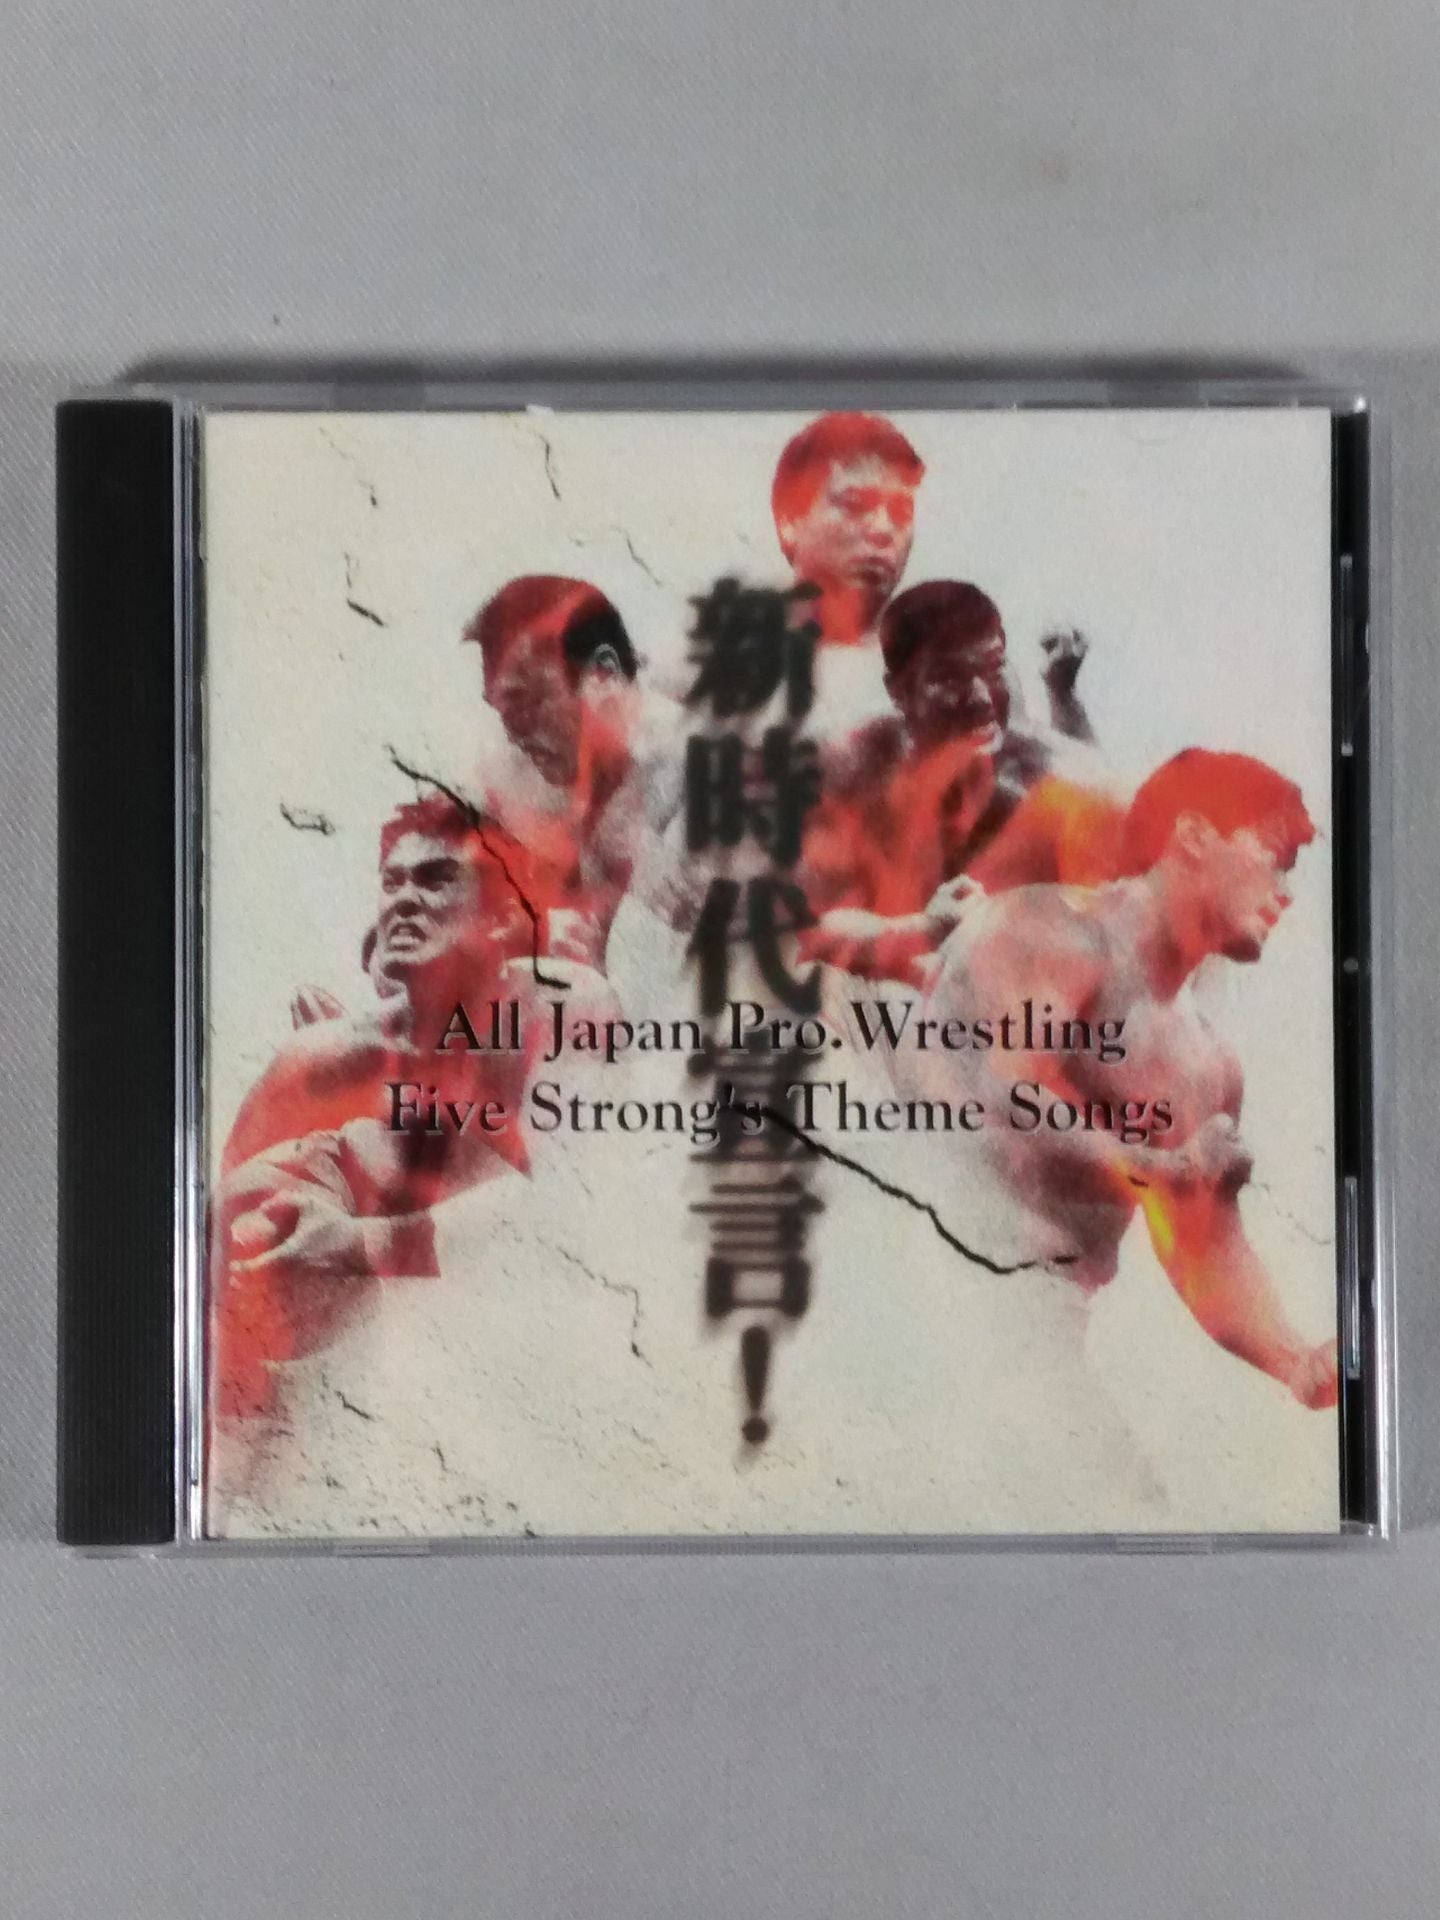 新時代宣言！
All Japan Pro.Wrestling
Five Strong's Theme Songs